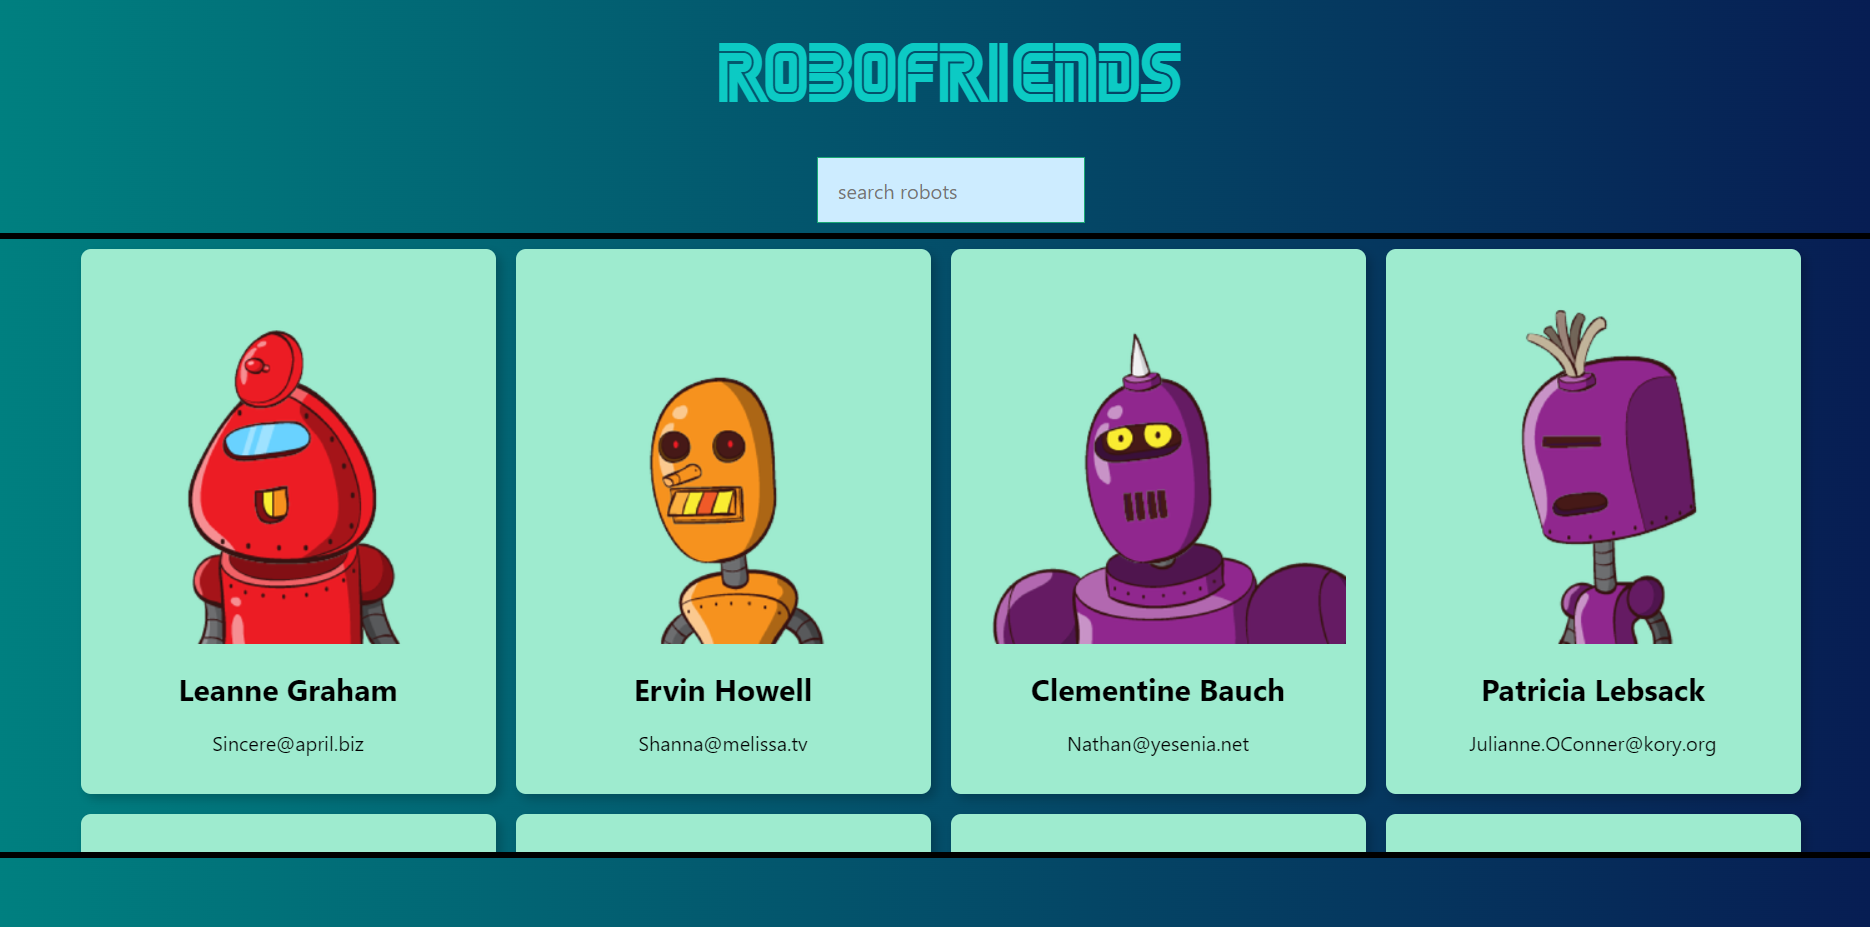 ROBOFRIENDS
search robots
Leanne Graham
Sincere@april.biz
Ervin Howell
Shanna@melissa.tv
Clementine Bauch
Nathan@yesenia.net
Patricia Lebsack
Julianne.OConner@kory.org